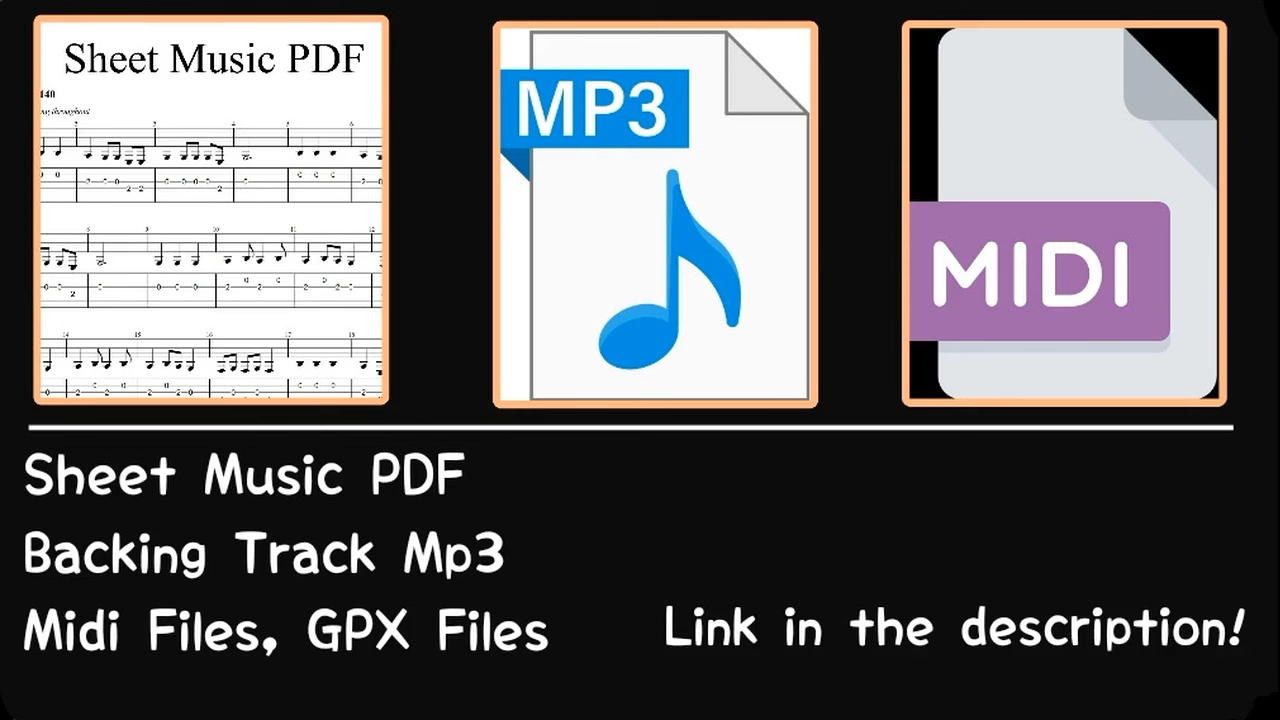 Sheet Music PDF
MP3
MIDI
Sheet Music PDF
Backing Track Mp3
Midi Files, GPX Files
Link in the description!